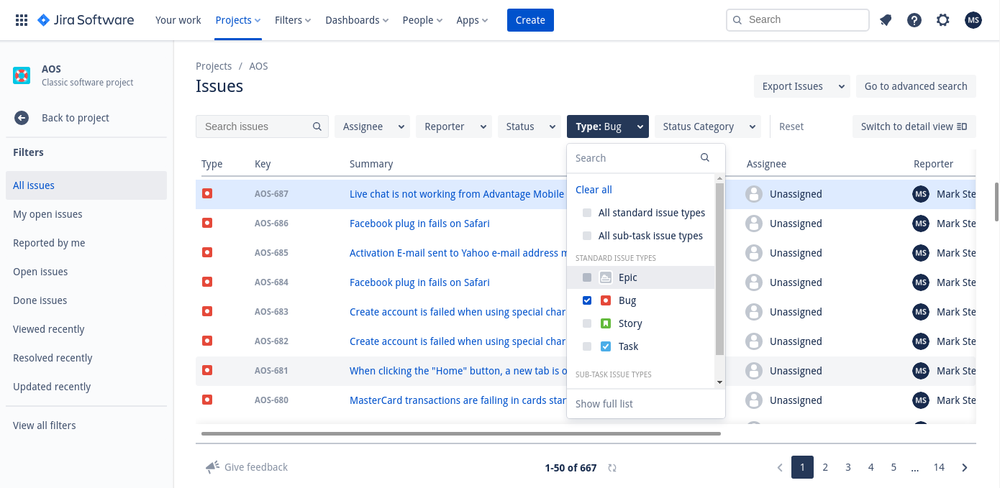 Jira Software
Your work
Projects
Filters
Dashboards
People
Apps
Create
Search
MS
AOS
Classic software project
Back to project
Filters
All issues
My open issues
Reported by me
Open issues
Done issues
Viewed recently
Resolved recently
Updated recently
View all filters
Projects / AOS
Issues
Export Issues
Go to advanced search
Search issues
Assignee
Reporter
Status
Type: Bug
Status Category
Reset
Switch to detail view
Type Key Summary Assignee Reporter
AOS-687 Live chat is not working from Advantage Mobile Unassigned MS Mark Ste
AOS-686 Facebook plug in fails on Safari Unassigned MS Mark Ste
AOS-685 Activation E-mail sent to Yahoo e-mail address Unassigned MS Mark Ste
AOS-684 Facebook plug in fails on Safari Unassigned MS Mark Ste
AOS-683 Create account is failed when using special char Unassigned MS Mark Ste
AOS-682 Create account is failed when using special char Unassigned MS Mark Ste
AOS-681 When clicking the "Home" button, a new tab is o Unassigned MS Mark Ste
AOS-680 MasterCard transactions are failing in cards star Unassigned MS Mark Ste
Search
Clear all
All standard issue types
All sub-task issue types
STANDARD ISSUE TYPES
Epic
Bug
Story
Task
SUB-TASK ISSUE TYPES
Show full list
Give feedback
1-50 of 667
1 2 3 4 5 ... 14